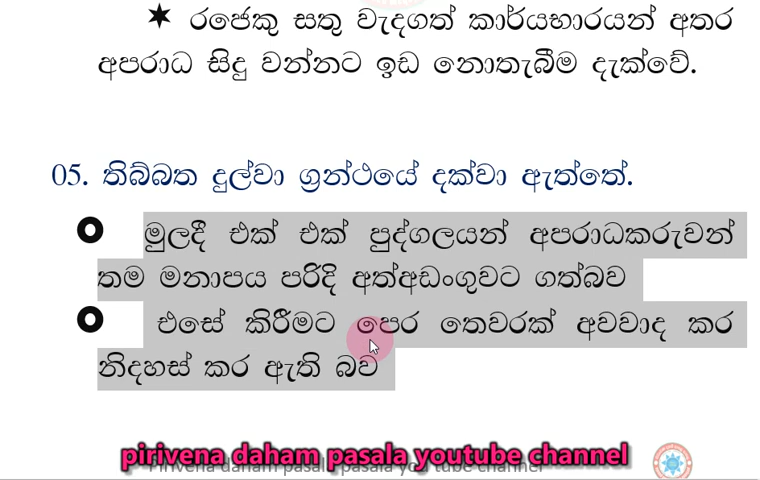 ✶ රජෙකු සතු වැදගත් කාර්යභාරයන් අතර
අපරාධ සිදු වන්නට ඉඩ නොතැබීම දැක්වේ.
05. තිබ්බත දුල්වා ග්‍රන්ථයේ දක්වා ඇත්තේ.
මුලදී එක් එක් පුද්ගලයන් අපරාධකරුවන්
තම මනාපය පරිදි අත්අඩංගුවට ගත්බව
එසේ කිරීමට පෙර තෙවරක් අවවාද කර
නිදහස් කර ඇති බව
pirivena daham pasala youtube channel